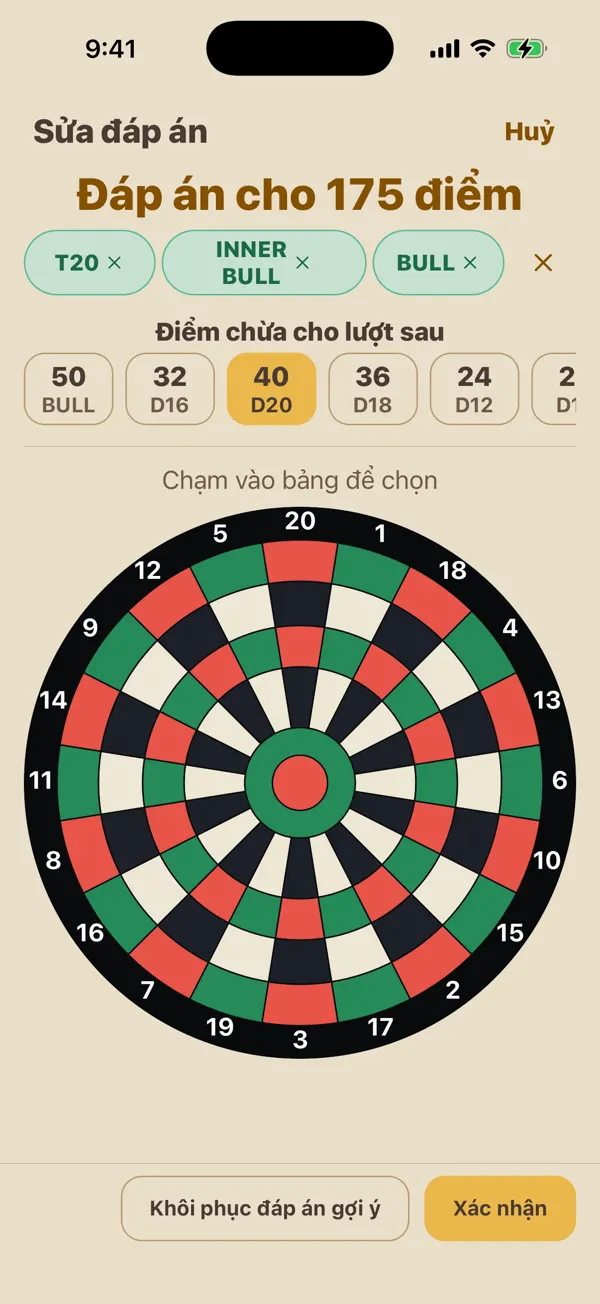 9:41
Sửa đáp án
Huỷ
Đáp án cho 175 điểm
T20 ×
INNER
BULL ×
BULL ×
×
Điểm chừa cho lượt sau
50
BULL
32
D16
40
D20
36
D18
24
D12
2
D1
Chạm vào bảng để chọn
20
1
18
4
13
6
10
15
2
17
3
19
7
16
8
11
14
9
12
5
Khôi phục đáp án gợi ý
Xác nhận